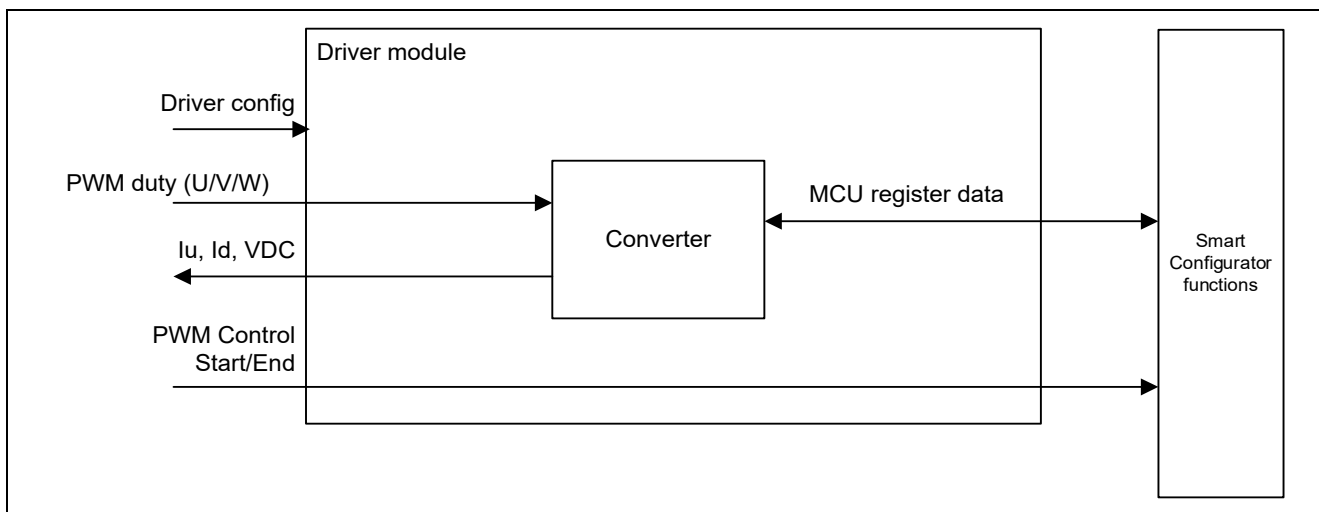 Driver module
Driver config
PWM duty (U/V/W)
MCU register data
Converter
Smart
Configurator
functions
Iu, Id, VDC
PWM Control
Start/End